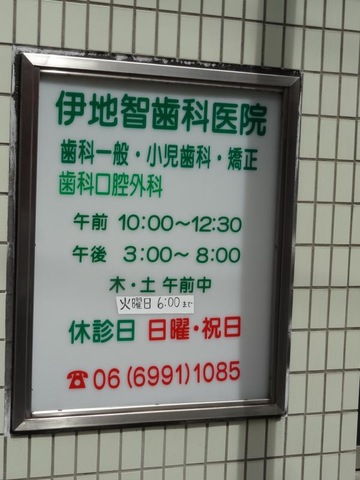 伊地智歯科医院
歯科一般・小児歯科・矯正
歯科口腔外科
午前 10:00～12:30
午後 3:00～8:00
木・土 午前中
火曜日 6:00まで
休診日 日曜・祝日
☎06(6991)1085